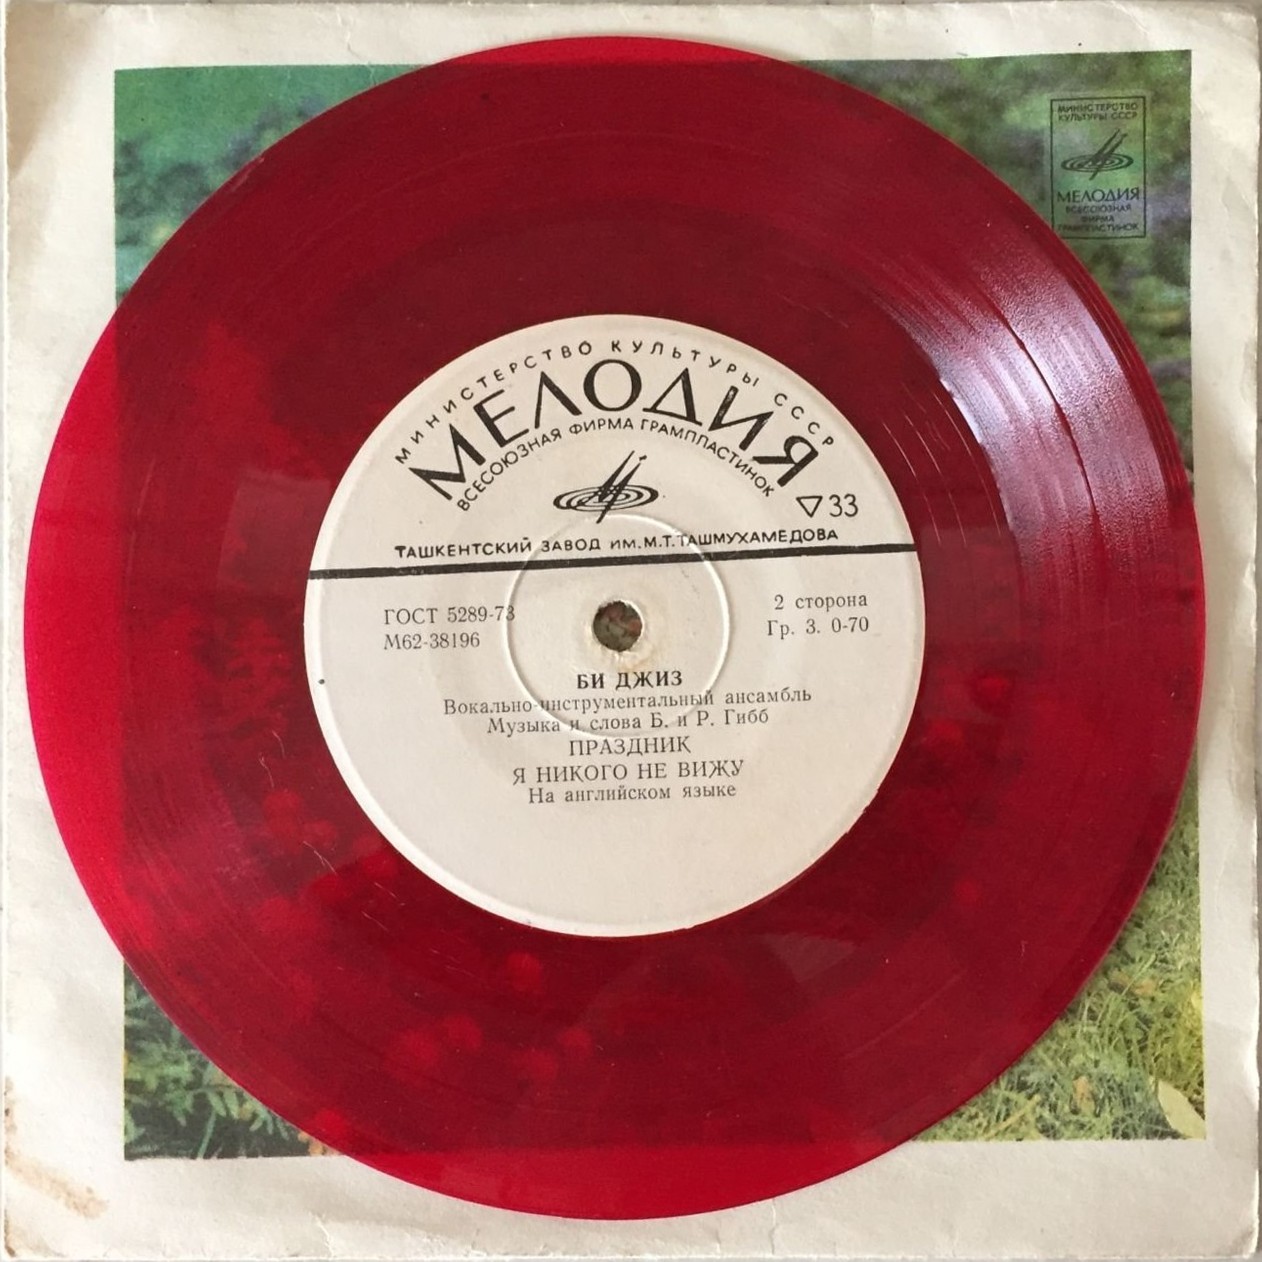 МИНИСТЕРСТВО
КУЛЬТУРЫ СССР
МЕЛОДИЯ
ВСЕСОЮЗНАЯ
ФИРМА
ГРАМПЛАСТИНОК
МИНИСТЕРСТВО КУЛЬТУРЫ СССР
МЕЛОДИЯ
ВСЕСОЮЗНАЯ ФИРМА ГРАМПЛАСТИНОК
▽33
ТАШКЕНТСКИЙ ЗАВОД ИМ.М.Т.ТАШМУХАМЕДОВА
ГОСТ 5289-73
М62-38196
2 сторона
Гр. 3. 0-70
БИ ДЖИЗ
Вокально-инструментальный ансамбль
Музыка и слова Б. и Р. Гибб
ПРАЗДНИК
Я НИКОГО НЕ ВИЖУ
На английском языке